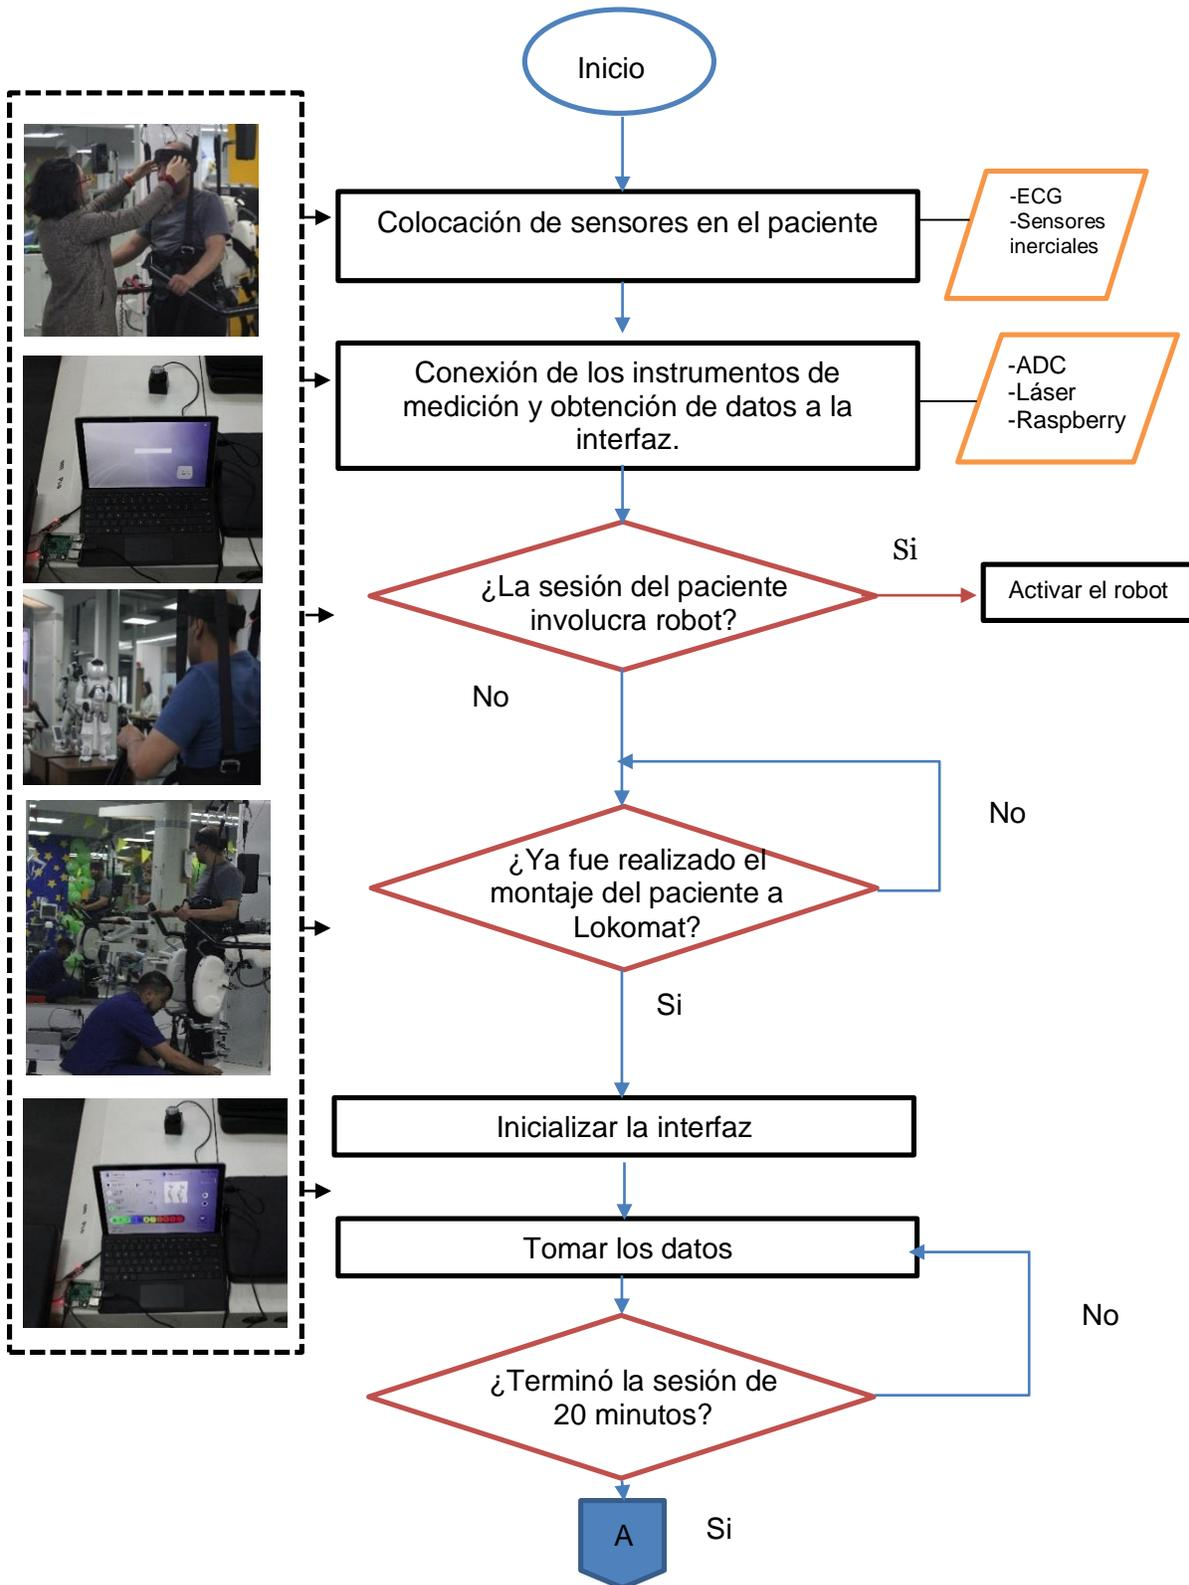 Inicio
Colocación de sensores en el paciente
-ECG
-Sensores
inerciales
Conexión de los instrumentos de
medición y obtención de datos a la
interfaz.
-ADC
-Láser
-Raspberry
¿La sesión del paciente
involucra robot?
Si
Activar el robot
No
No
¿Ya fue realizado el
montaje del paciente a
Lokomat?
Si
Inicializar la interfaz
Tomar los datos
No
¿Terminó la sesión de
20 minutos?
A
Si